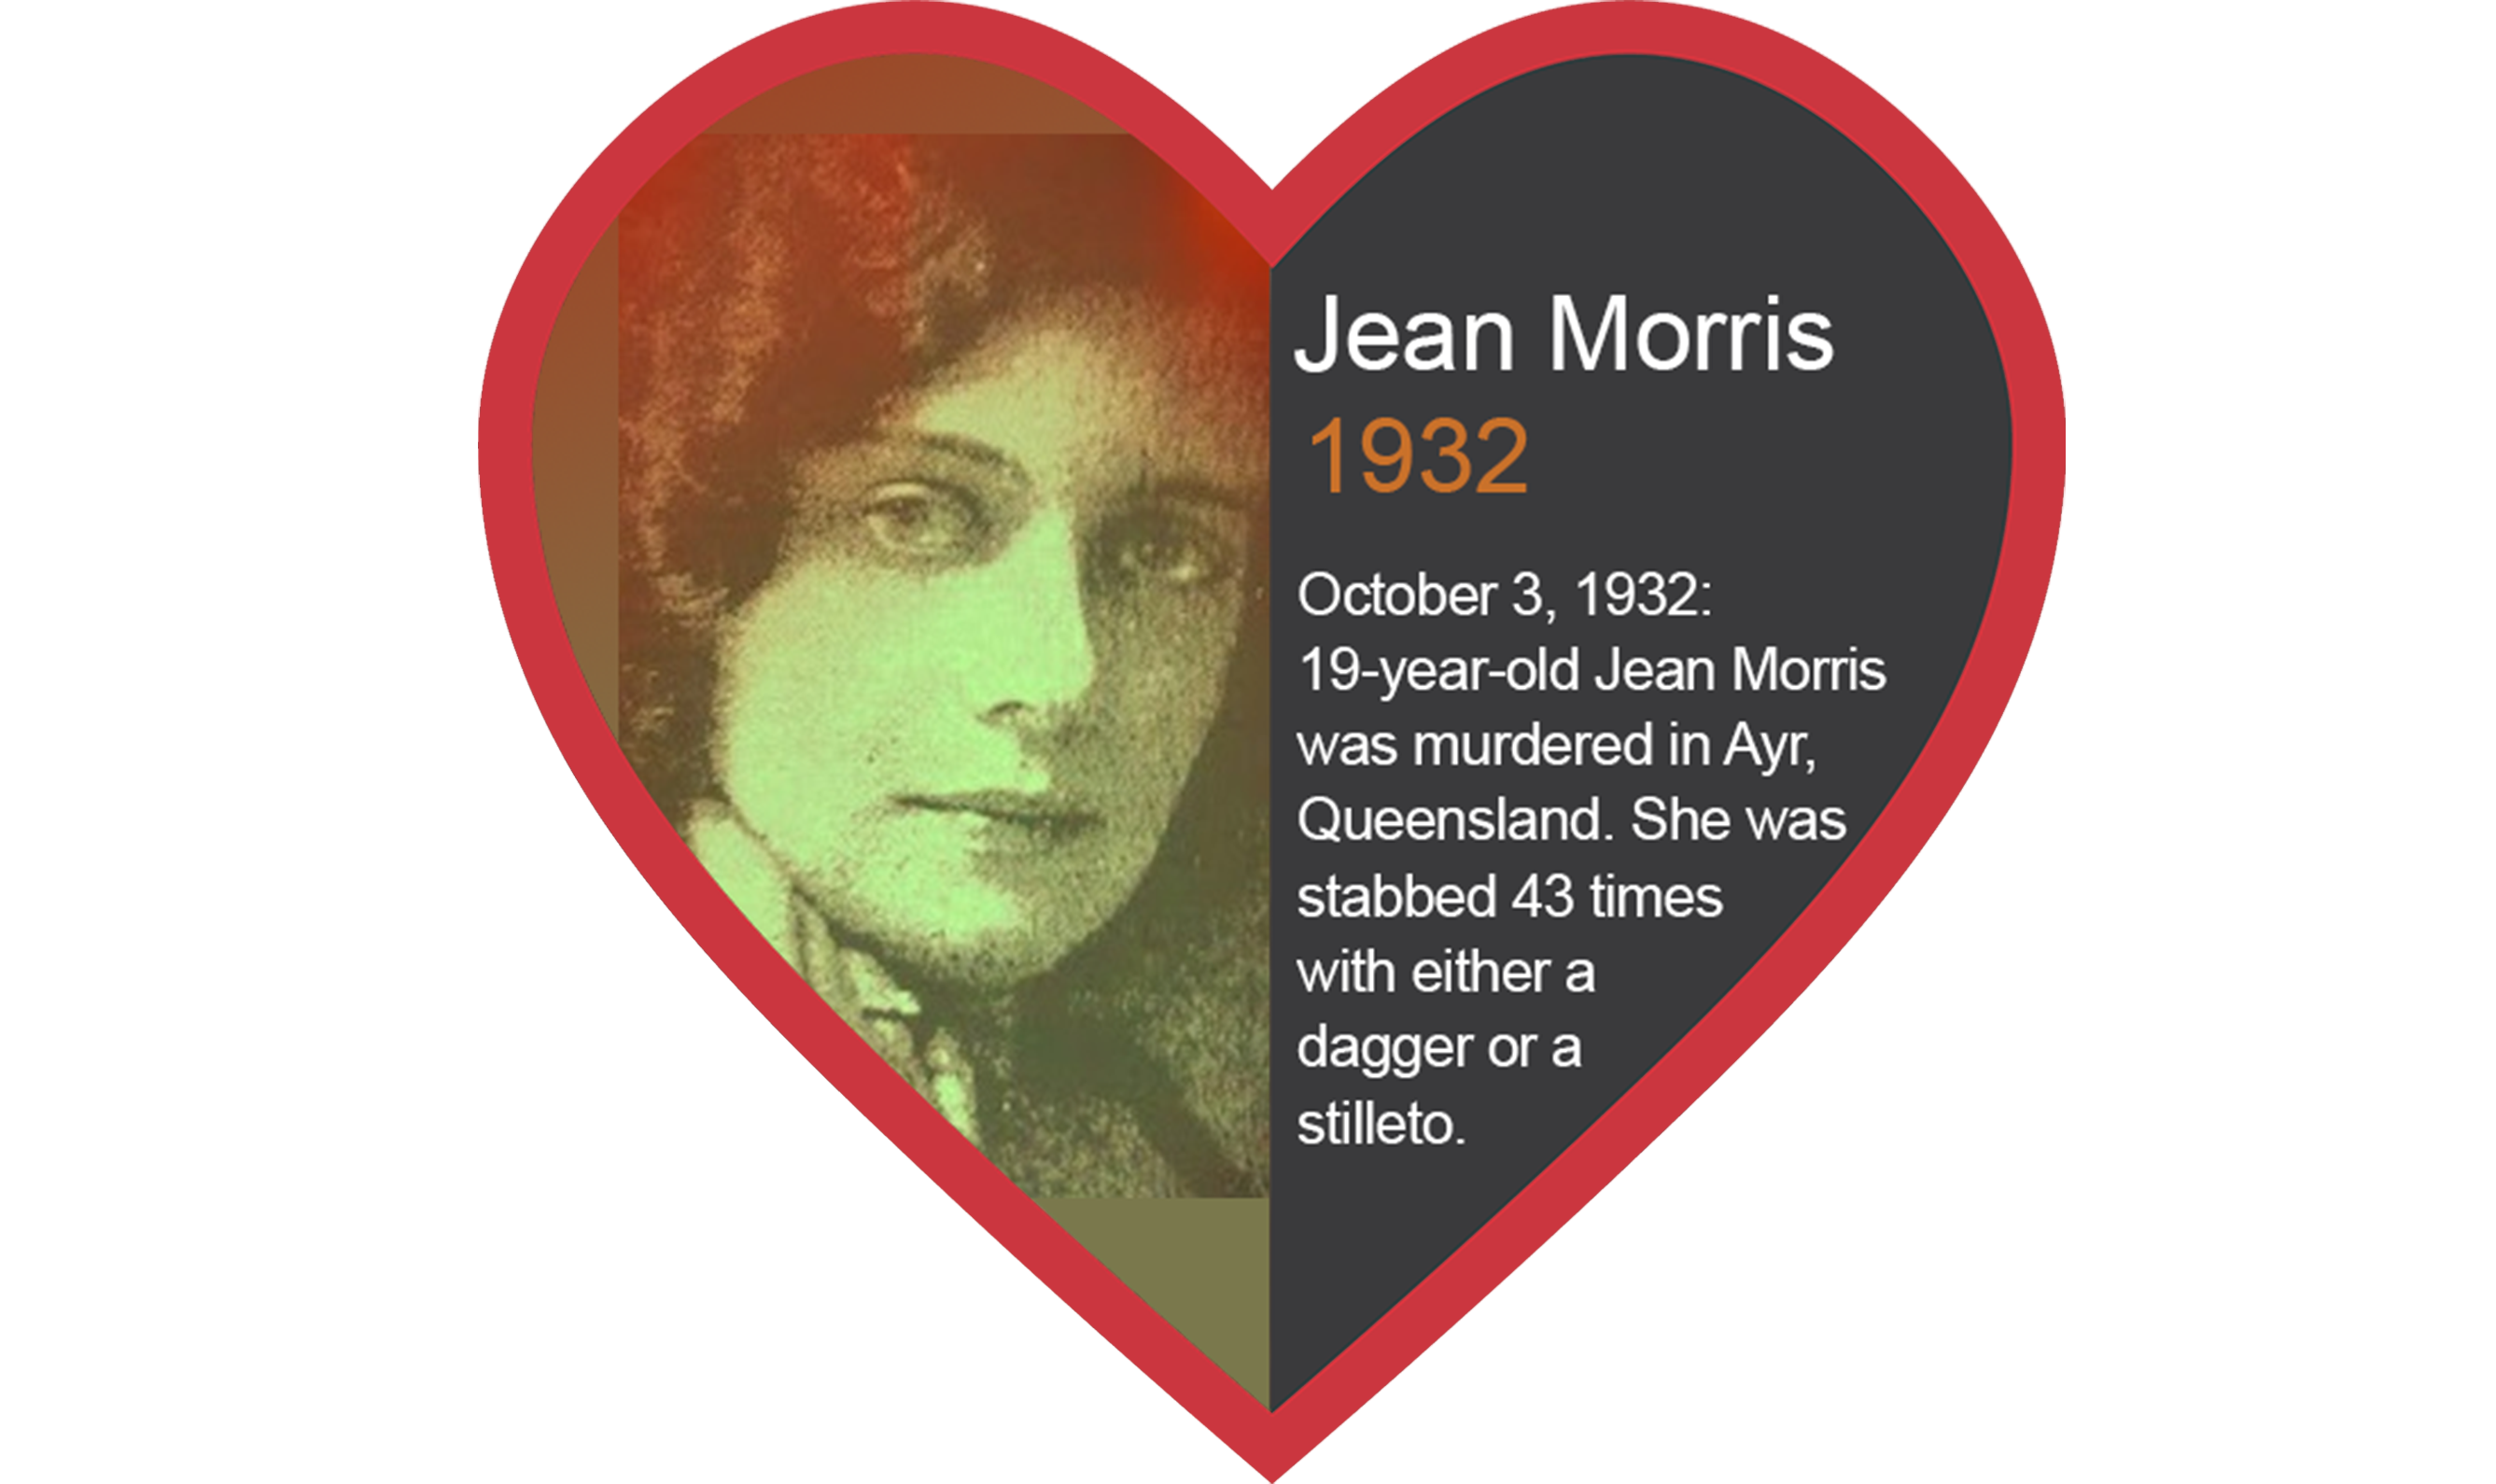 Jean Morris
1932
October 3, 1932:
19-year-old Jean Morris
was murdered in Ayr,
Queensland. She was
stabbed 43 times
with either a
dagger or a
stilleto.